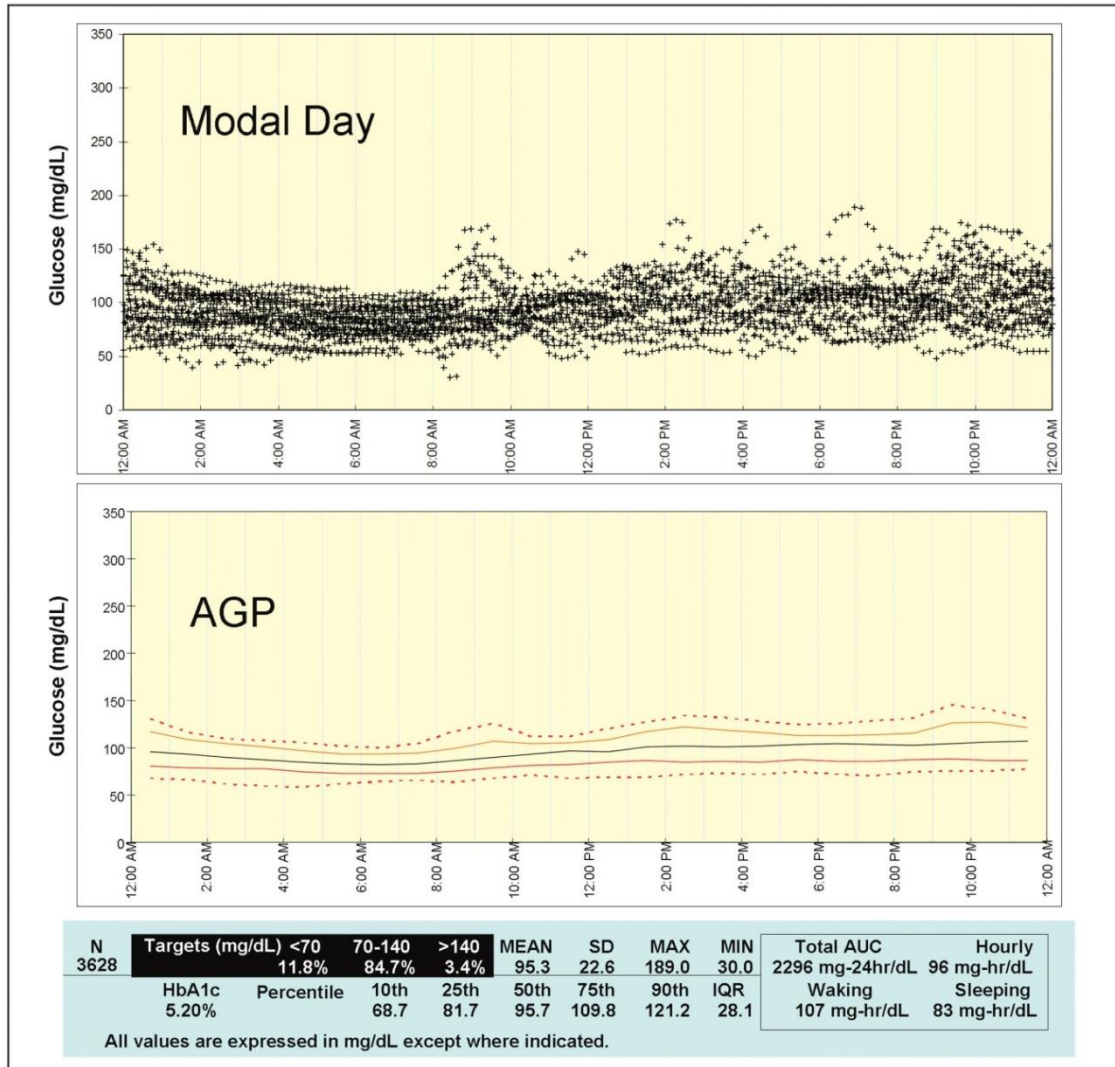 350
300
250
200
150
100
50
0
Glucose (mg/dL)
Modal Day
12:00 AM
2:00 AM
4:00 AM
6:00 AM
8:00 AM
10:00 AM
12:00 PM
2:00 PM
4:00 PM
6:00 PM
8:00 PM
10:00 PM
12:00 AM
350
300
250
200
150
100
50
0
Glucose (mg/dL)
AGP
12:00 AM
2:00 AM
4:00 AM
6:00 AM
8:00 AM
10:00 AM
12:00 PM
2:00 PM
4:00 PM
6:00 PM
8:00 PM
10:00 PM
12:00 AM
N Targets (mg/dL) <70 70-140 >140 MEAN SD MAX MIN Total AUC Hourly
3628 11.8% 84.7% 3.4% 95.3 22.6 189.0 30.0 2296 mg-24hr/dL 96 mg-hr/dL
HbA1c Percentile 10th 25th 50th 75th 90th IQR Waking Sleeping
5.20% 68.7 81.7 95.7 109.8 121.2 28.1 107 mg-hr/dL 83 mg-hr/dL
All values are expressed in mg/dL except where indicated.